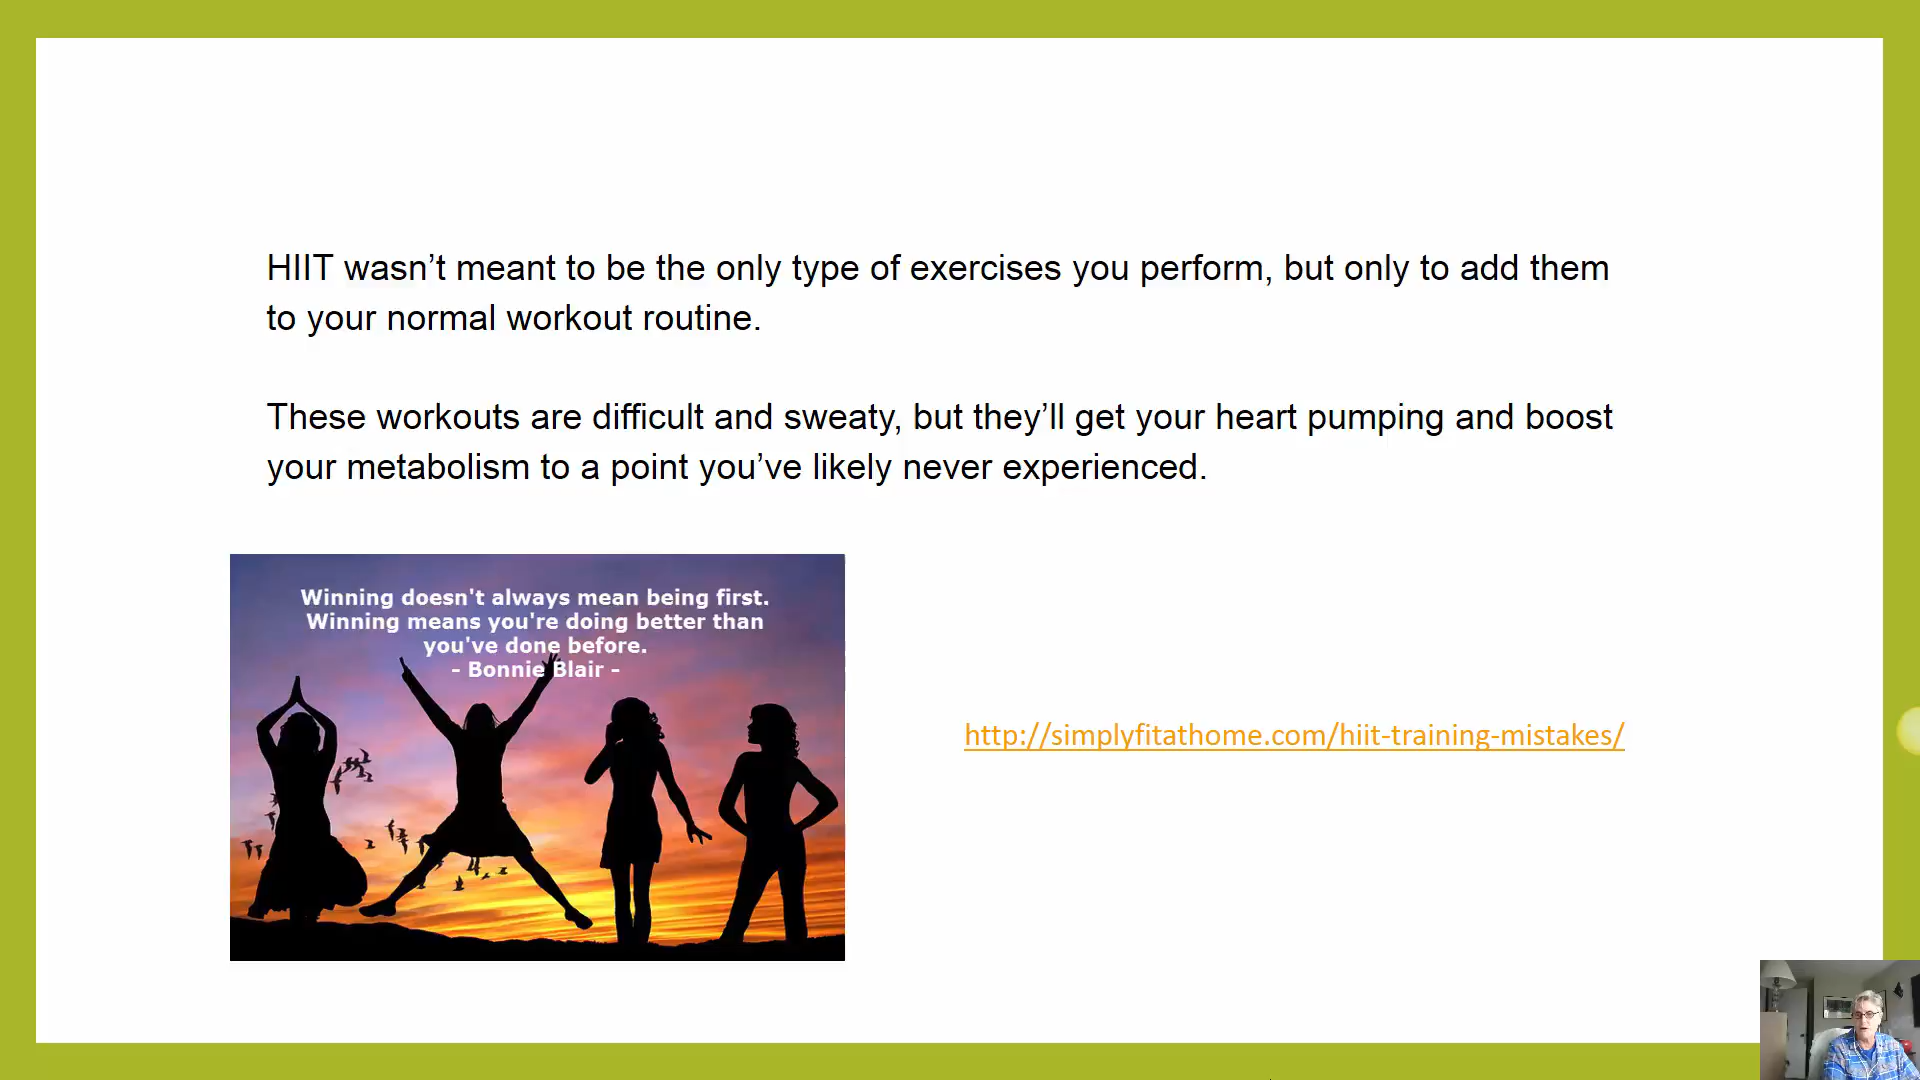 HIIT wasn’t meant to be the only type of exercises you perform, but only to add them
to your normal workout routine.
These workouts are difficult and sweaty, but they’ll get your heart pumping and boost
your metabolism to a point you’ve likely never experienced.
Winning doesn't always mean being first.
Winning means you're doing better than
you've done before.
- Bonnie Blair -
http://simplyfitathome.com/hiit-training-mistakes/